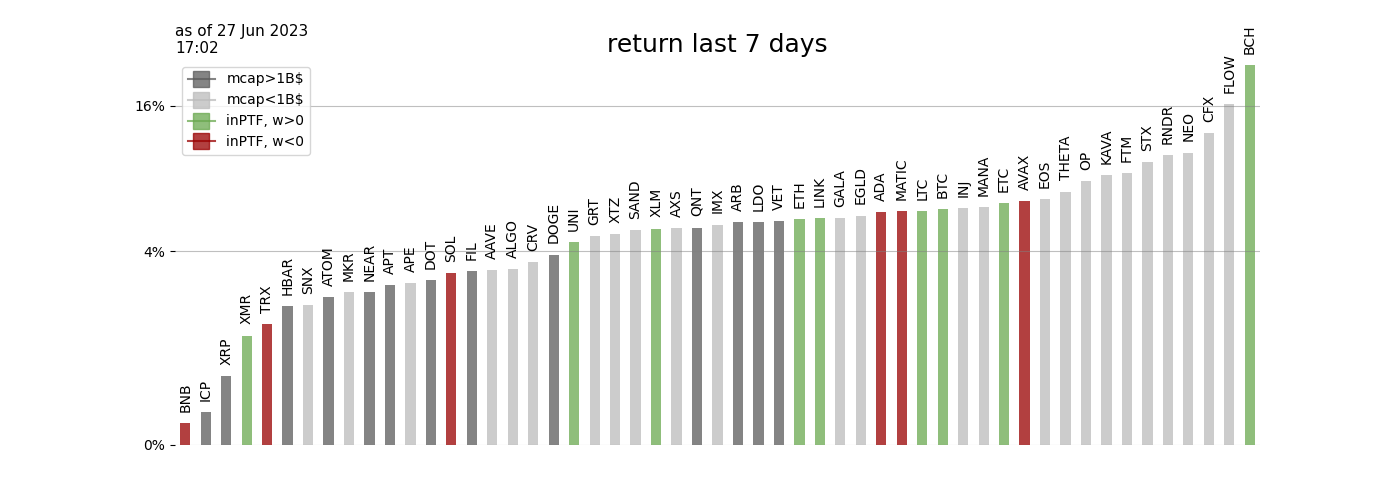 as of 27 Jun 2023
17:02
return last 7 days
mcap>1B$
mcap<1B$
inPTF, w>0
inPTF, w<0
16%
4%
0%
BNB
ICP
XRP
XMR
TRX
HBAR
SNX
ATOM
MKR
NEAR
APT
APE
DOT
SOL
FIL
AAVE
ALGO
CRV
DOGE
UNI
GRT
XTZ
SAND
XLM
AXS
QNT
IMX
ARB
LDO
VET
ETH
LINK
GALA
EGLD
ADA
MATIC
LTC
BTC
INJ
MANA
ETC
AVAX
EOS
THETA
OP
KAVA
FTM
STX
RNDR
NEO
CFX
FLOW
BCH